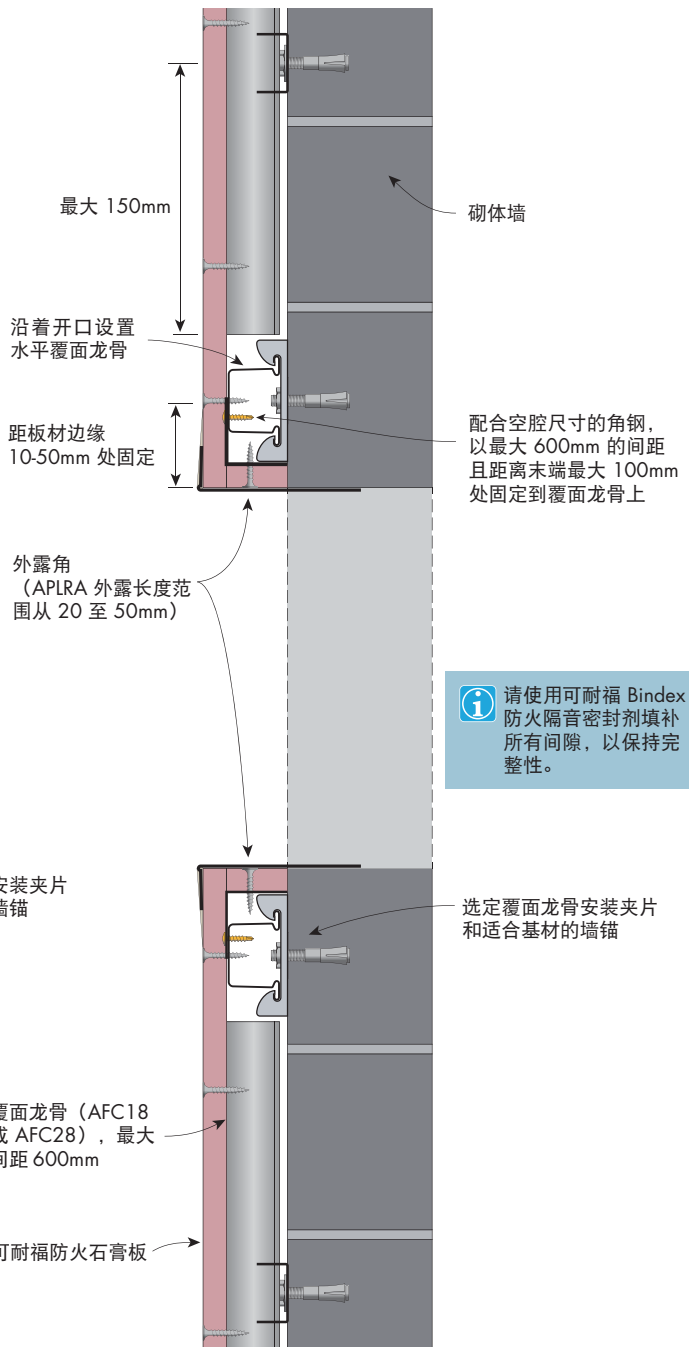 最大 150mm
砌体墙
沿着开口设置
水平覆面龙骨
距板材边缘
10-50mm 处固定
配合空腔尺寸的角钢，
以最大 600mm 的间距
且距离末端最大 100mm
处固定到覆面龙骨上
外露角
（APLRA 外露长度范
围从 20 至 50mm）
请使用可耐福 Bindex
防火隔音密封剂填补
所有间隙，以保持完
整性。
安装夹片
墙锚
选定覆面龙骨安装夹片
和适合基材的墙锚
覆面龙骨（AFC18
或 AFC28），最大
间距 600mm
可耐福防火石膏板